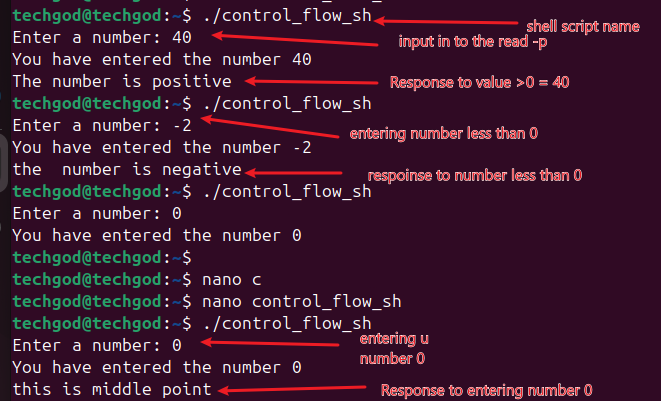 techgod@techgod:~$ ./control_flow_sh
shell script name
Enter a number: 40
input in to the read -p
You have entered the number 40
The number is positive
Response to value >0 = 40
techgod@techgod:~$ ./control_flow_sh
Enter a number: -2
entering number less than 0
You have entered the number -2
the  number is negative
respoinse to number less than 0
techgod@techgod:~$ ./control_flow_sh
Enter a number: 0
You have entered the number 0
techgod@techgod:~$
techgod@techgod:~$ nano c
techgod@techgod:~$ nano control_flow_sh
techgod@techgod:~$ ./control_flow_sh
Enter a number: 0
entering u
number 0
You have entered the number 0
this is middle point
Response to entering number 0